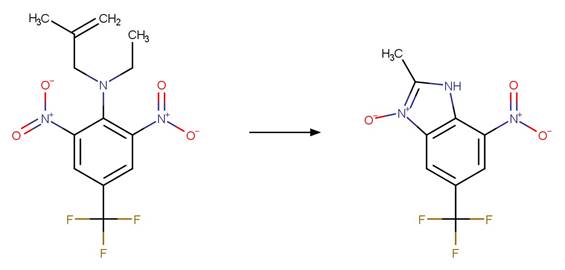 H₃C CH₂
CH₃
H₃C
O⁻ N O NH O
N⁺ N⁺ O⁻ N⁺ N⁺
O O⁻ O⁻
F F F F
F F